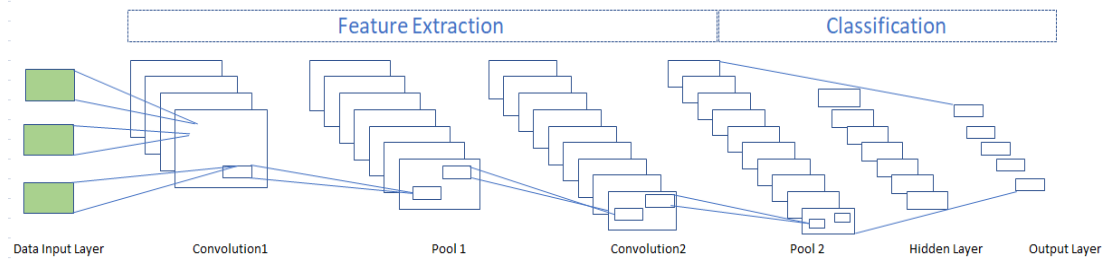 Feature Extraction Classification
Data Input Layer Convolution1 Pool 1 Convolution2 Pool 2 Hidden Layer Output Layer